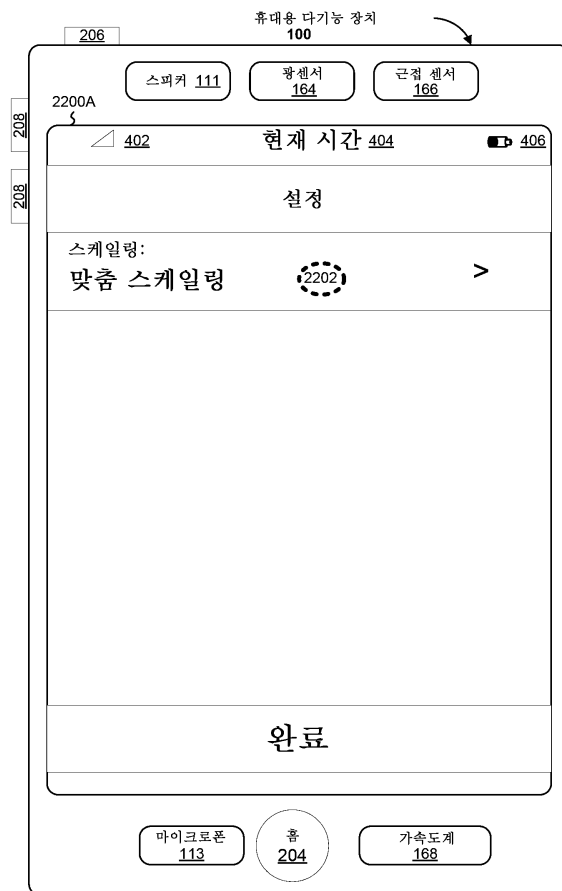 휴대용 다기능 장치
100
206
스피커 111
광센서
164
근접 센서
166
2200A
208
208
402
현재 시간 404
406
설정
스케일링:
맞춤 스케일링
2202
>
완료
마이크로폰
113
홈
204
가속도계
168